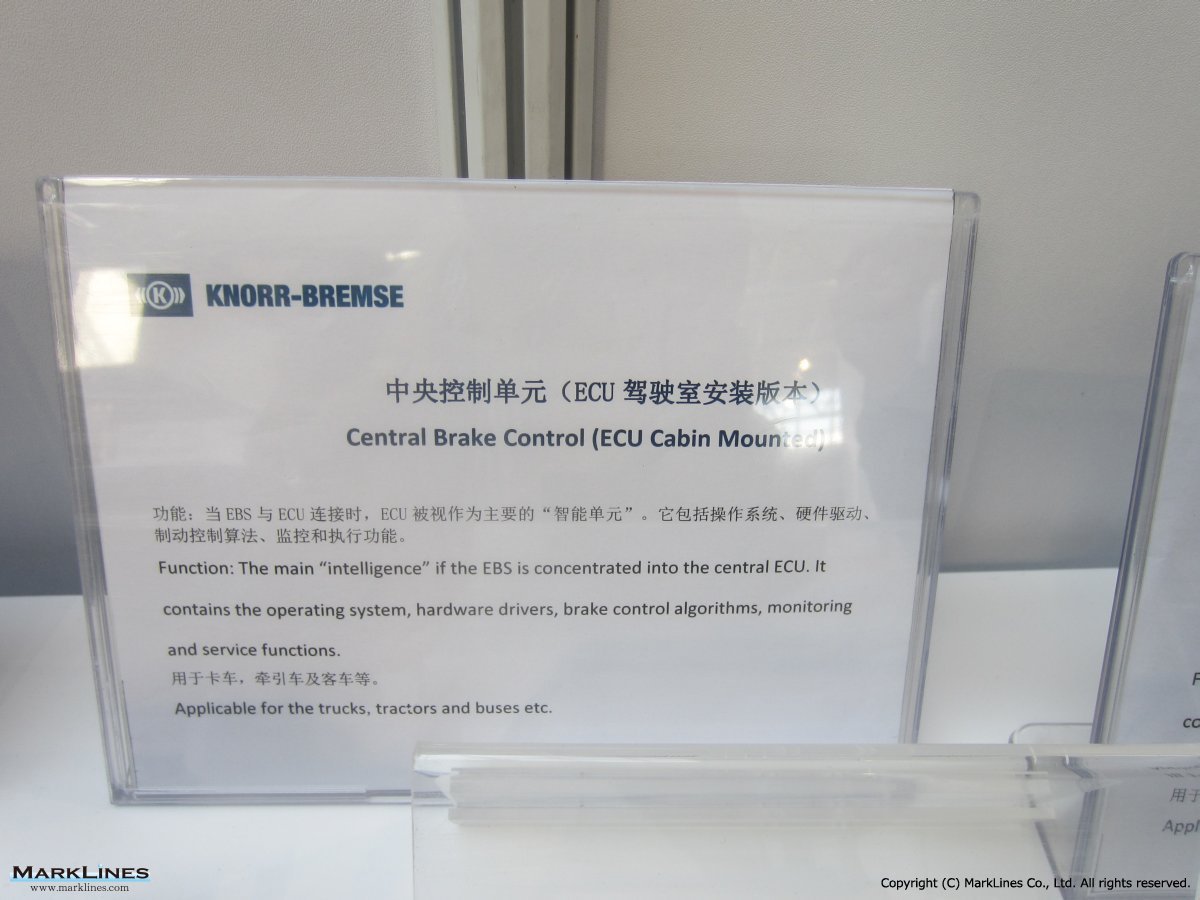 KNORR-BREMSE
中央控制单元（ECU 驾驶室安装版本）
Central Brake Control (ECU Cabin Mounted)
功能：当 EBS 与 ECU 连接时，ECU 被视作为主要的“智能单元”。它包括操作系统、硬件驱动、
制动控制算法、监控和执行功能。
Function: The main “intelligence” if the EBS is concentrated into the central ECU. It
contains the operating system, hardware drivers, brake control algorithms, monitoring
and service functions.
用于卡车，牵引车及客车等。
Applicable for the trucks, tractors and buses etc.
用于
Appl
MARKLINES
www.marklines.com
Copyright (C) MarkLines Co., Ltd. All rights reserved.